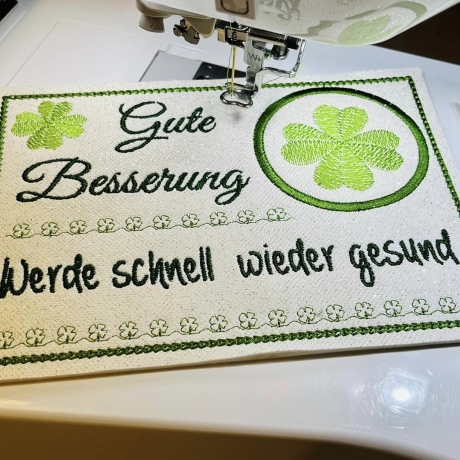 Gute
Besserung
Werde schnell wieder gesund